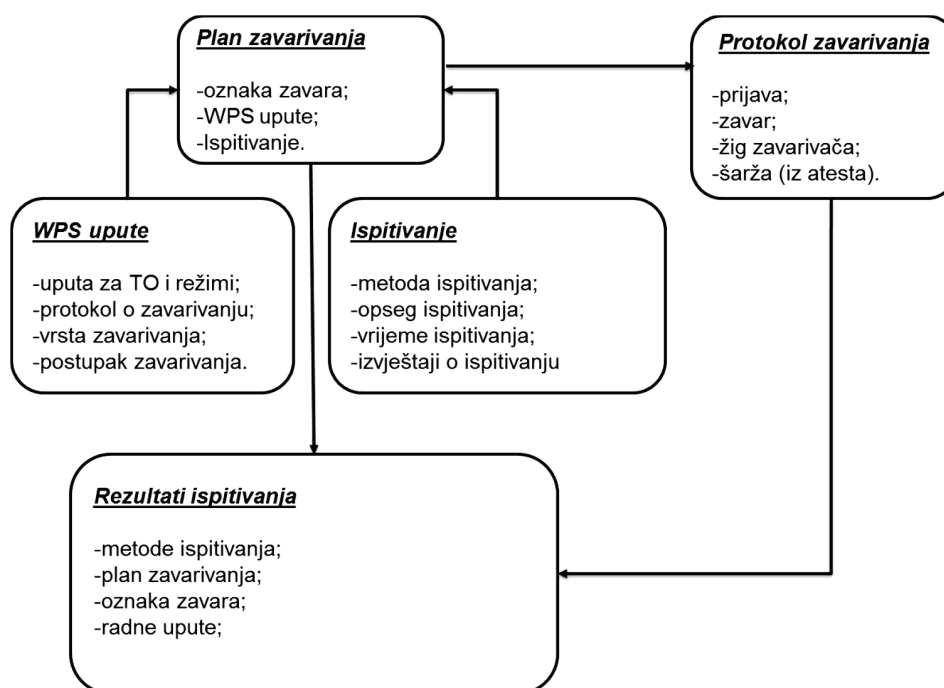 Plan zavarivanja
-oznaka zavara;
-WPS upute;
-Ispitivanje.
Protokol zavarivanja
-prijava;
-zavar;
-žig zavarivača;
-šarža (iz atesta).
WPS upute
-uputa za TO i režimi;
-protokol o zavarivanju;
-vrsta zavarivanja;
-postupak zavarivanja.
Ispitivanje
-metoda ispitivanja;
-opseg ispitivanja;
-vrijeme ispitivanja;
-izvještaji o ispitivanju
Rezultati ispitivanja
-metode ispitivanja;
-plan zavarivanja;
-oznaka zavara;
-radne upute;